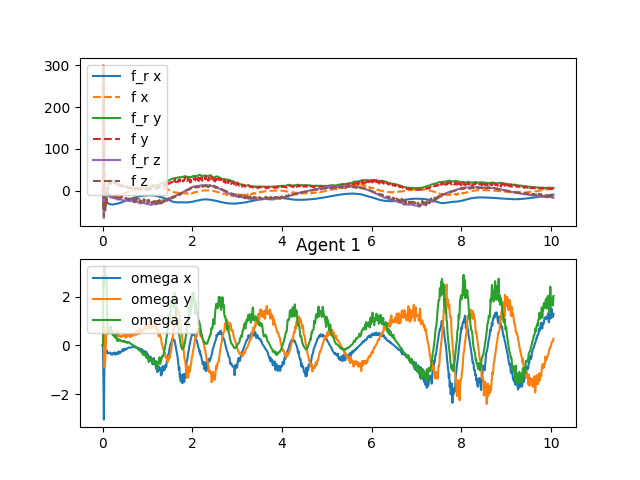 300
200
100
0
f_r x
f x
f_r y
f y
f_r z
f z
0 2 4 6 8 10
Agent 1
2
0
−2
omega x
omega y
omega z
0 2 4 6 8 10